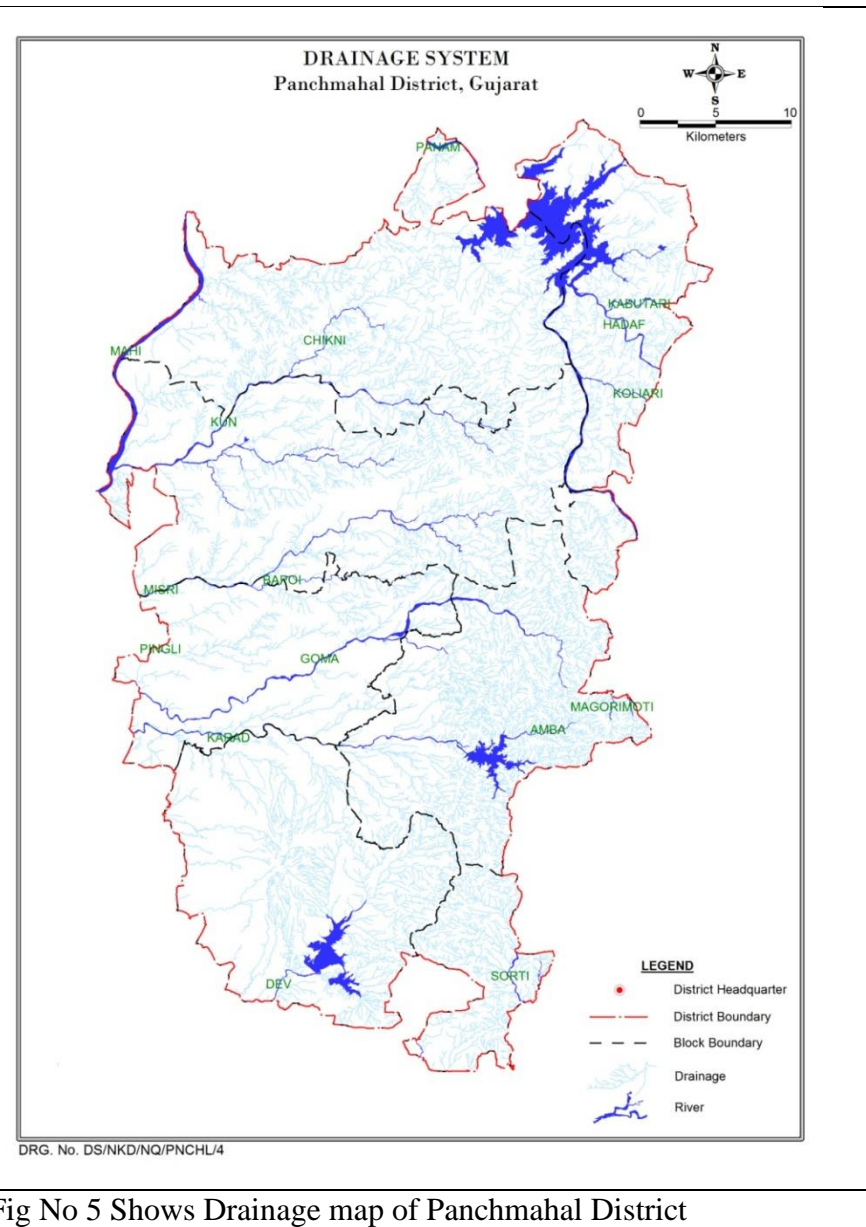 DRAINAGE SYSTEM
Panchmahal District, Gujarat
N
W E
S
0 5 10
Kilometers
PANAM
KABUTARI
HADAF
CHIKNI
MAHI
KOLIARI
KUN
BAPOI
MISRI
PINGLI
GOMA
MAGORIMOTI
AMBA
KARAD
SORTI
DEV
LEGEND
District Headquarter
District Boundary
Block Boundary
Drainage
River
DRG. No. DS/NKD/NQ/PNCHL/4
Fig No 5 Shows Drainage map of Panchmahal District